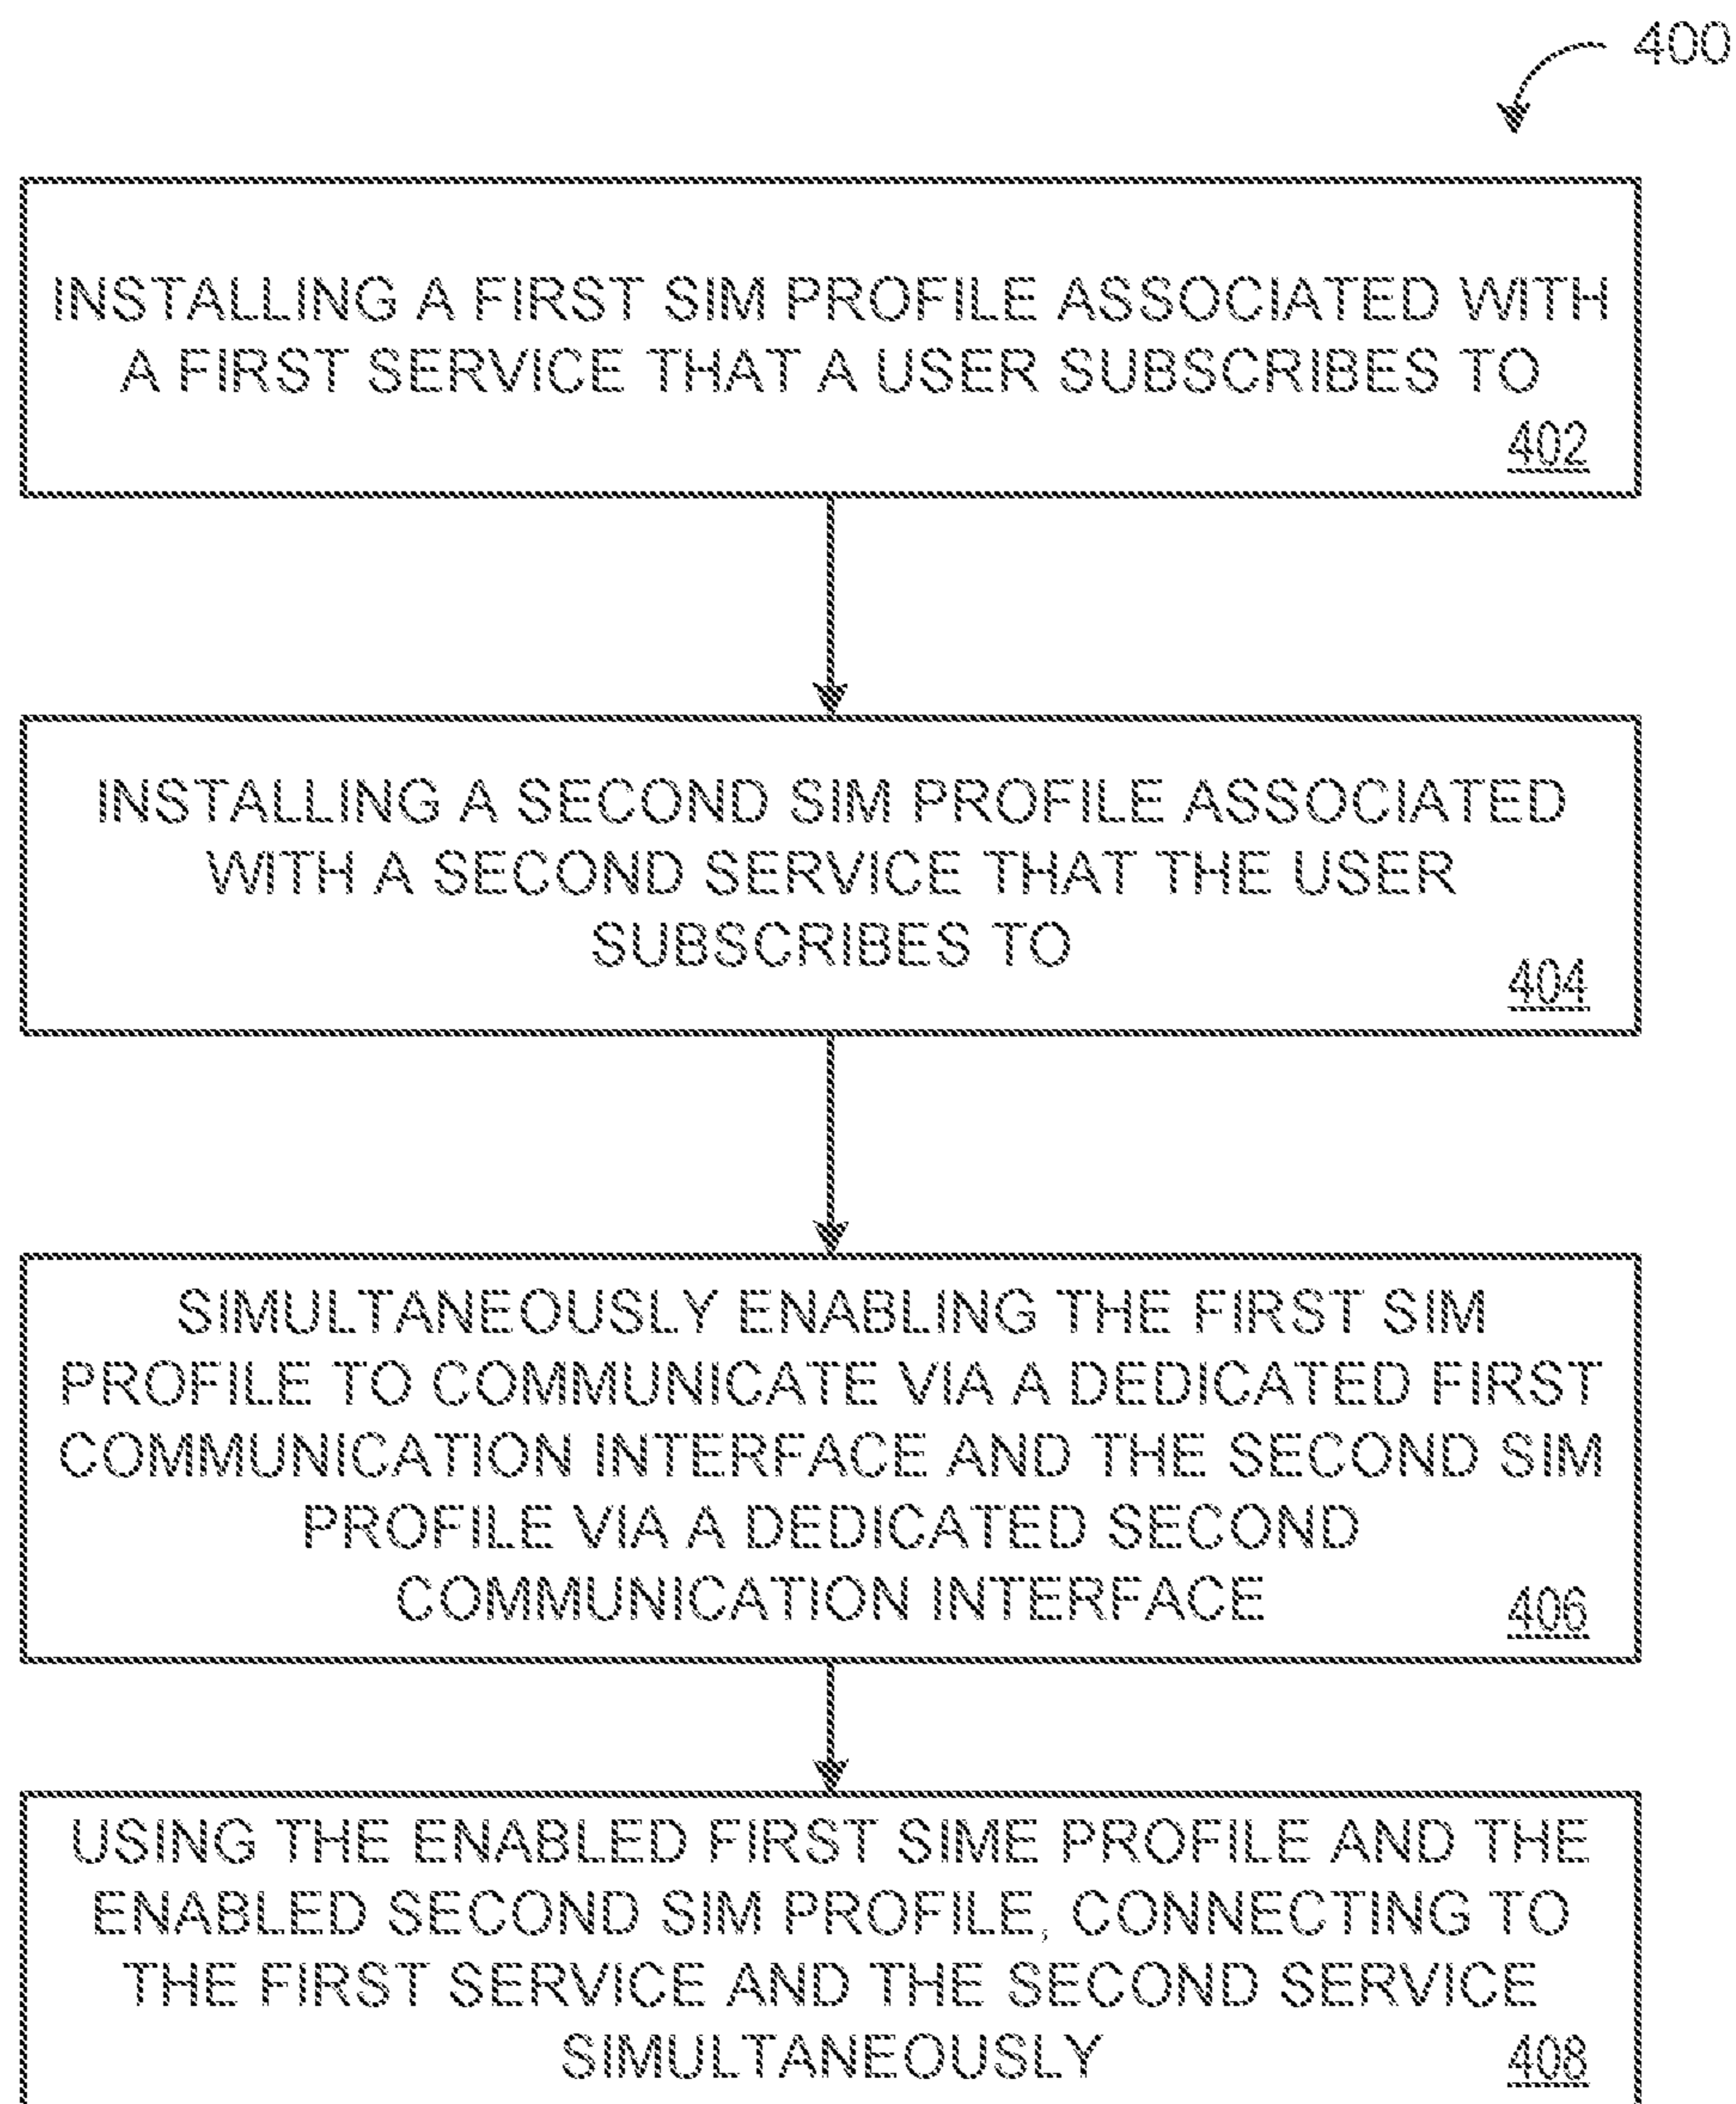 400
INSTALLING A FIRST SIM PROFILE ASSOCIATED WITH
A FIRST SERVICE THAT A USER SUBSCRIBES TO
402
INSTALLING A SECOND SIM PROFILE ASSOCIATED
WITH A SECOND SERVICE THAT THE USER
SUBSCRIBES TO
404
SIMULTANEOUSLY ENABLING THE FIRST SIM
PROFILE TO COMMUNICATE VIA A DEDICATED FIRST
COMMUNICATION INTERFACE AND THE SECOND SIM
PROFILE VIA A DEDICATED SECOND
COMMUNICATION INTERFACE
406
USING THE ENABLED FIRST SIME PROFILE AND THE
ENABLED SECOND SIM PROFILE, CONNECTING TO
THE FIRST SERVICE AND THE SECOND SERVICE
SIMULTANEOUSLY
408